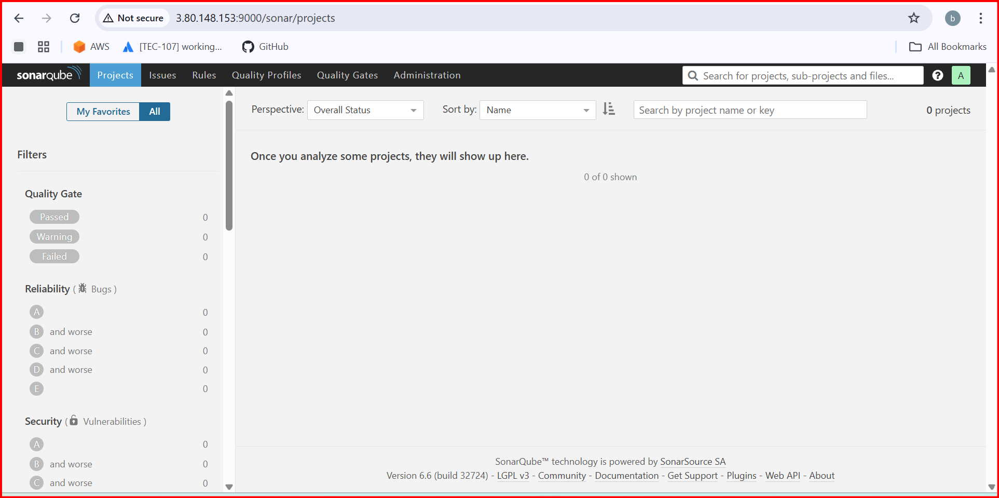 Not secure 3.80.148.153:9000/sonar/projects b
AWS [TEC-107] working... GitHub All Bookmarks
sonarqube Projects Issues Rules Quality Profiles Quality Gates Administration Search for projects, sub-projects and files... ? A
My Favorites All
Perspective: Overall Status Sort by: Name Search by project name or key 0 projects
Filters
Once you analyze some projects, they will show up here.
0 of 0 shown
Quality Gate
Passed 0
Warning 0
Failed 0
Reliability ( Bugs )
A 0
B and worse 0
C and worse 0
D and worse 0
E 0
Security ( Vulnerabilities )
A 0
B and worse 0
C and worse 0
SonarQube™ technology is powered by SonarSource SA
Version 6.6 (build 32724) - LGPL v3 - Community - Documentation - Get Support - Plugins - Web API - About